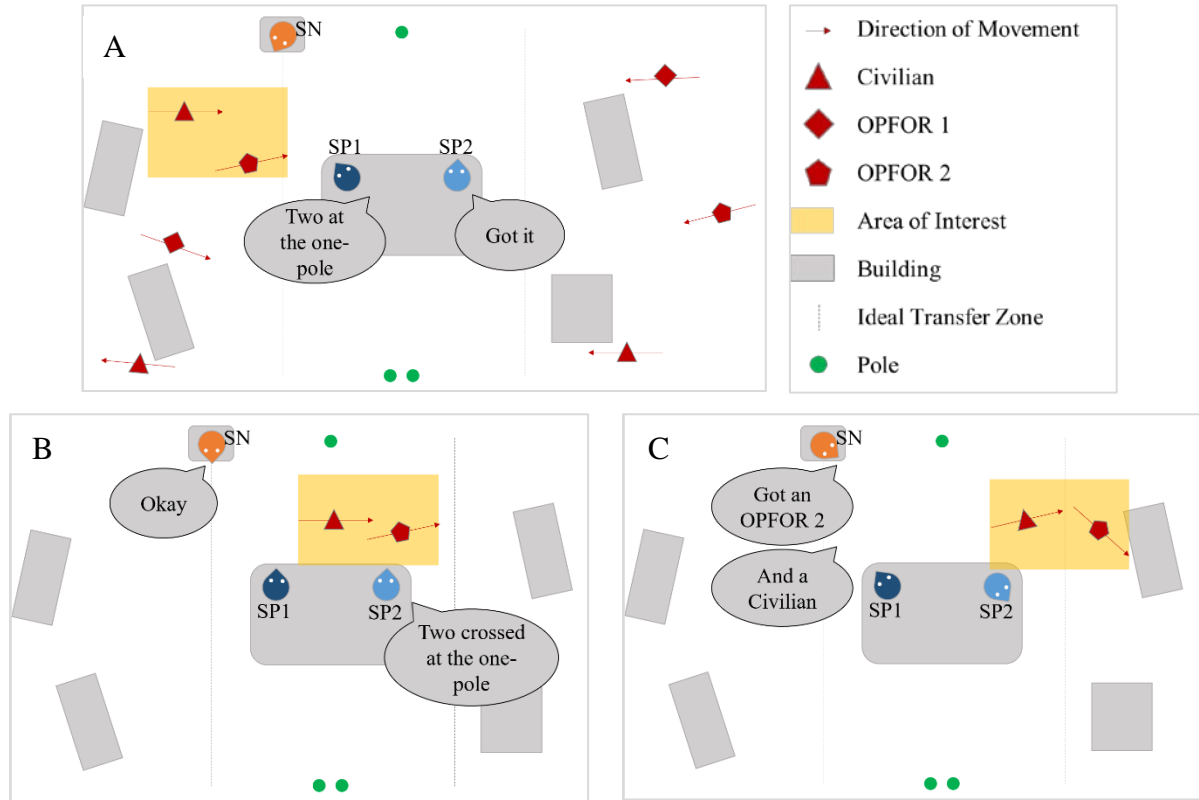 A
SN
SP1
SP2
Two at
the one-
pole
Got it
Direction of Movement
Civilian
OPFOR 1
OPFOR 2
Area of Interest
Building
Ideal Transfer Zone
Pole
B
SN
Okay
SP1
SP2
Two crossed
at the one-
pole
C
SN
Got an
OPFOR 2
And a
Civilian
SP1
SP2